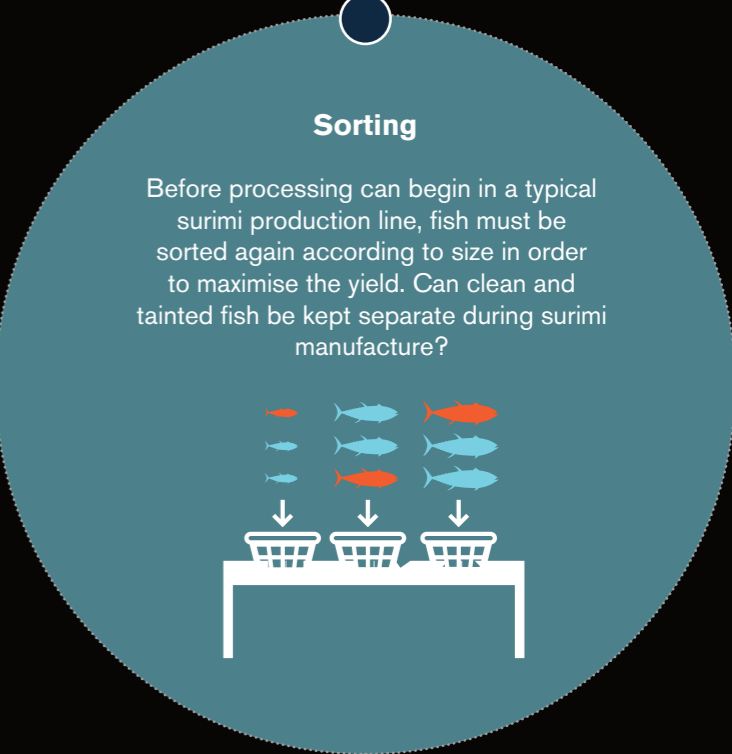 Sorting
Before processing can begin in a typical
surimi production line, fish must be
sorted again according to size in order
to maximise the yield. Can clean and
tainted fish be kept separate during surimi
manufacture?